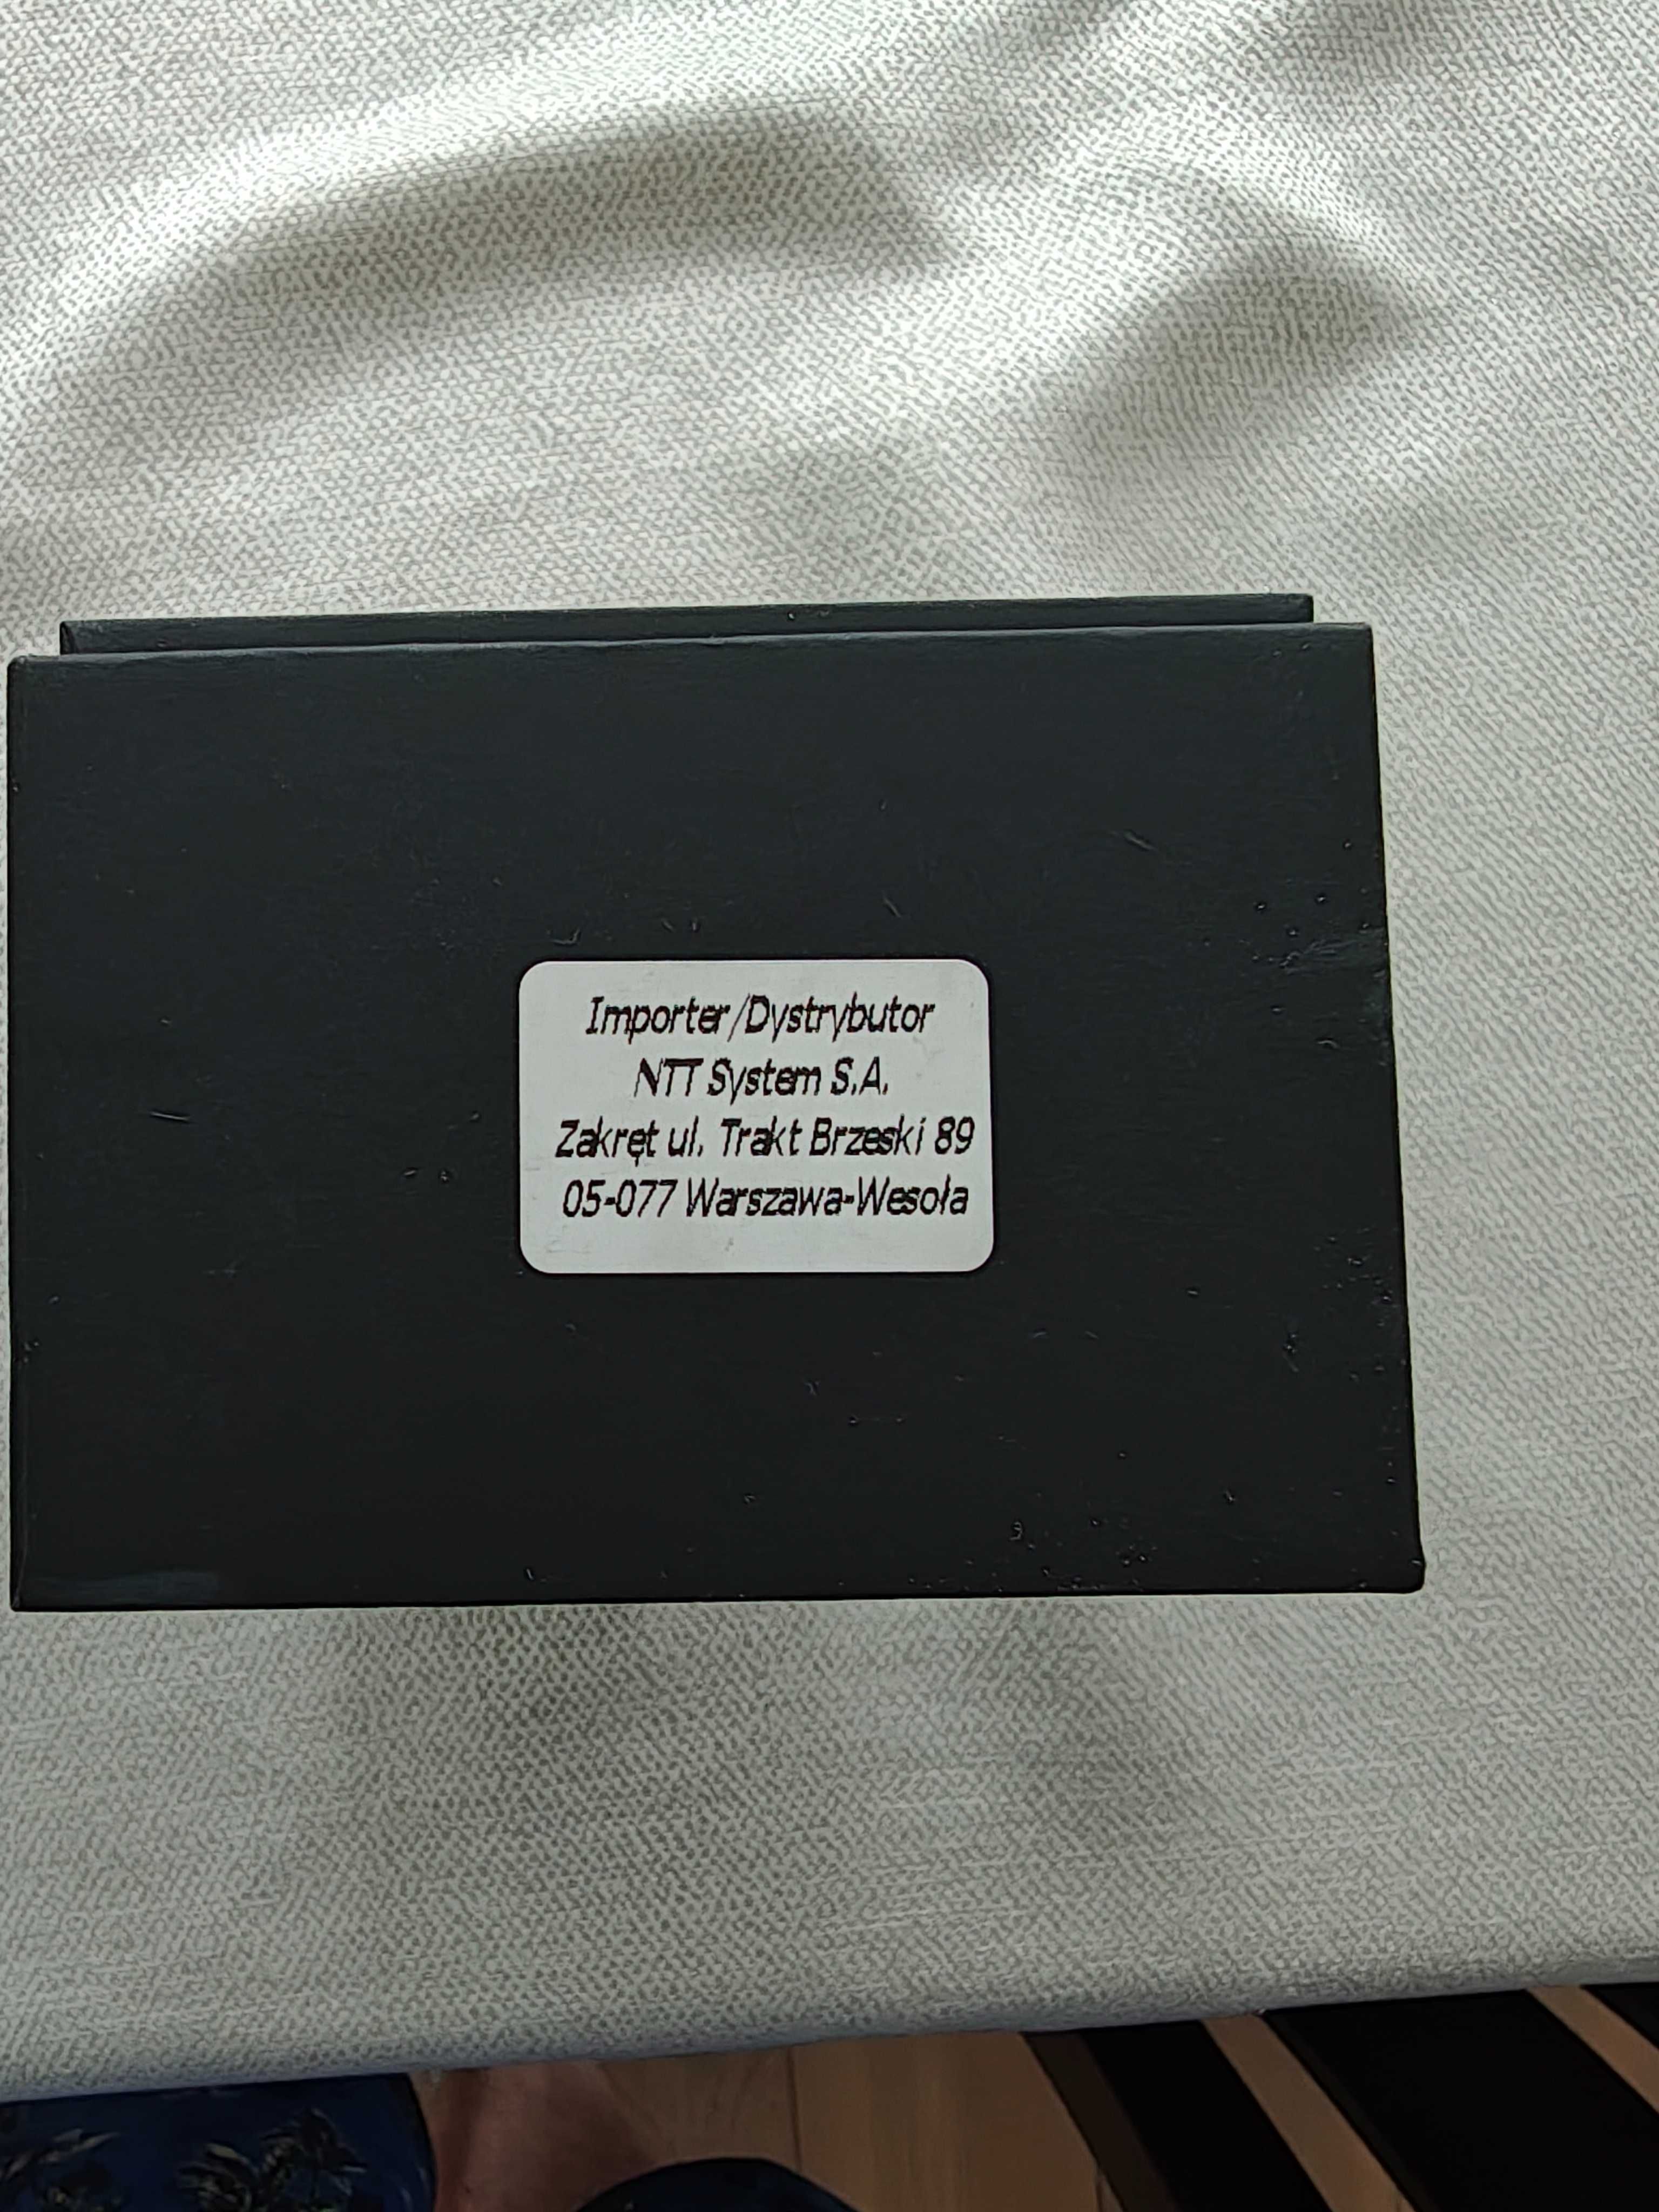 Importer/Dystrybutor
NTT System S.A.
Zakręt ul. Trakt Brzeski 89
05-077 Warszawa-Wesoła